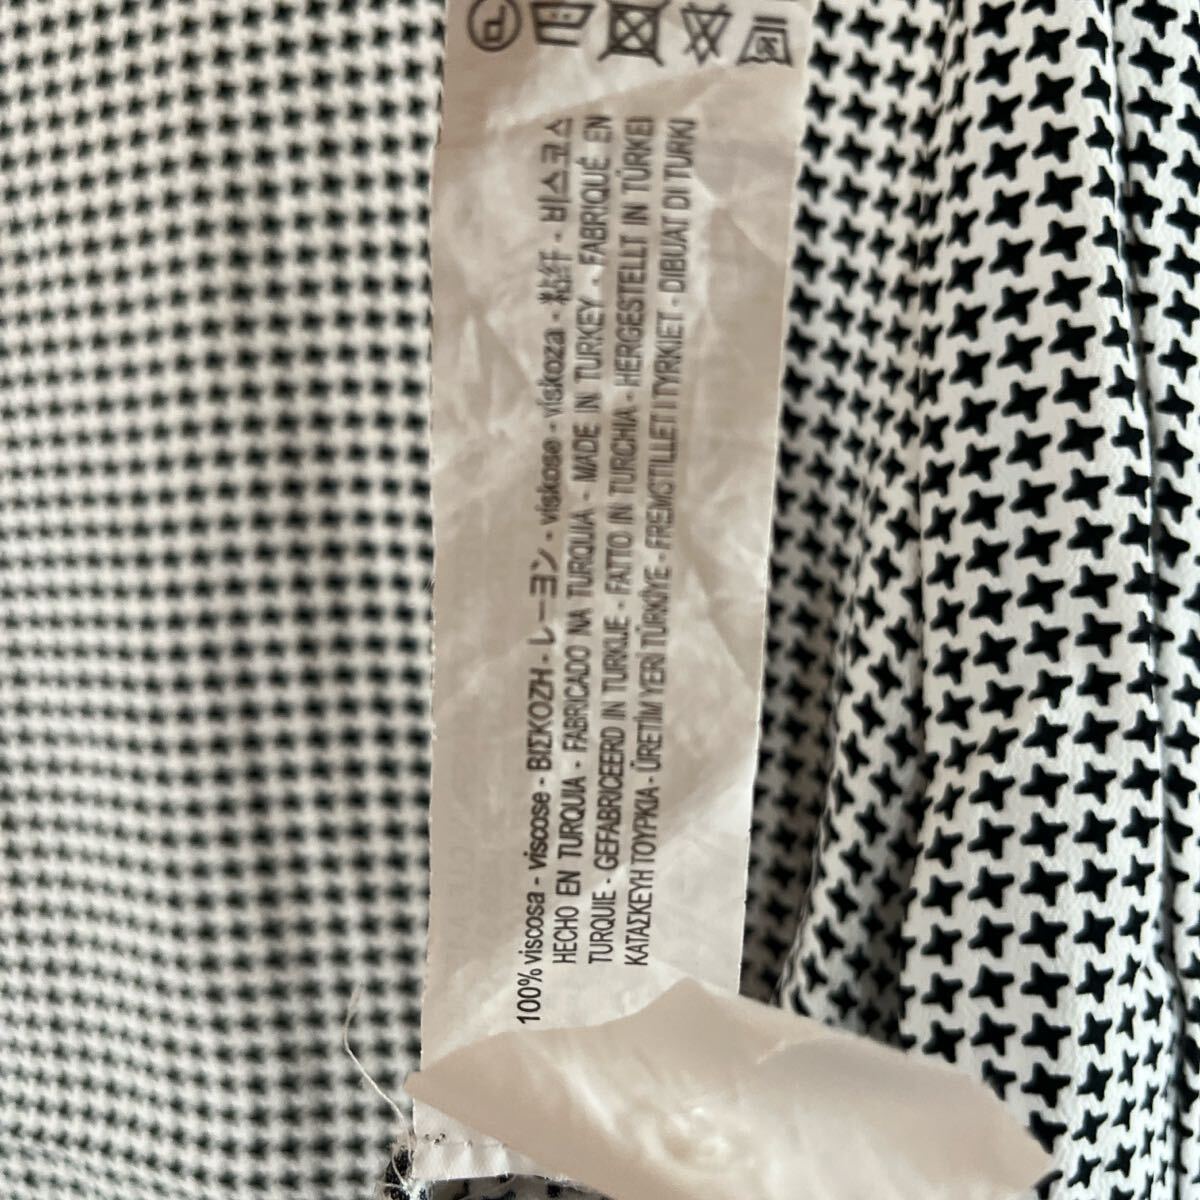 100% viscosa - viscose - ΒΙΣΚΟΖΗ - レーヨン - viskose - viskoza - 粘纤 - 비스코스
HECHO EN TURQUIA - FABRICADO NA TURQUIA - MADE IN TURKEY - FABRIQUÉ EN
TURQUIE - GEFABRICEERD IN TURKIJE - FATTO IN TURCHIA - HERGESTELLT IN TÜRKEI
ΚΑΤΑΣΚΕΥΗ ΤΟΥΡΚΙΑ - ÜRETİM YERİ TÜRKİYE - FREMSTILLET I TYRKIET - DIBUAT DI TURKI